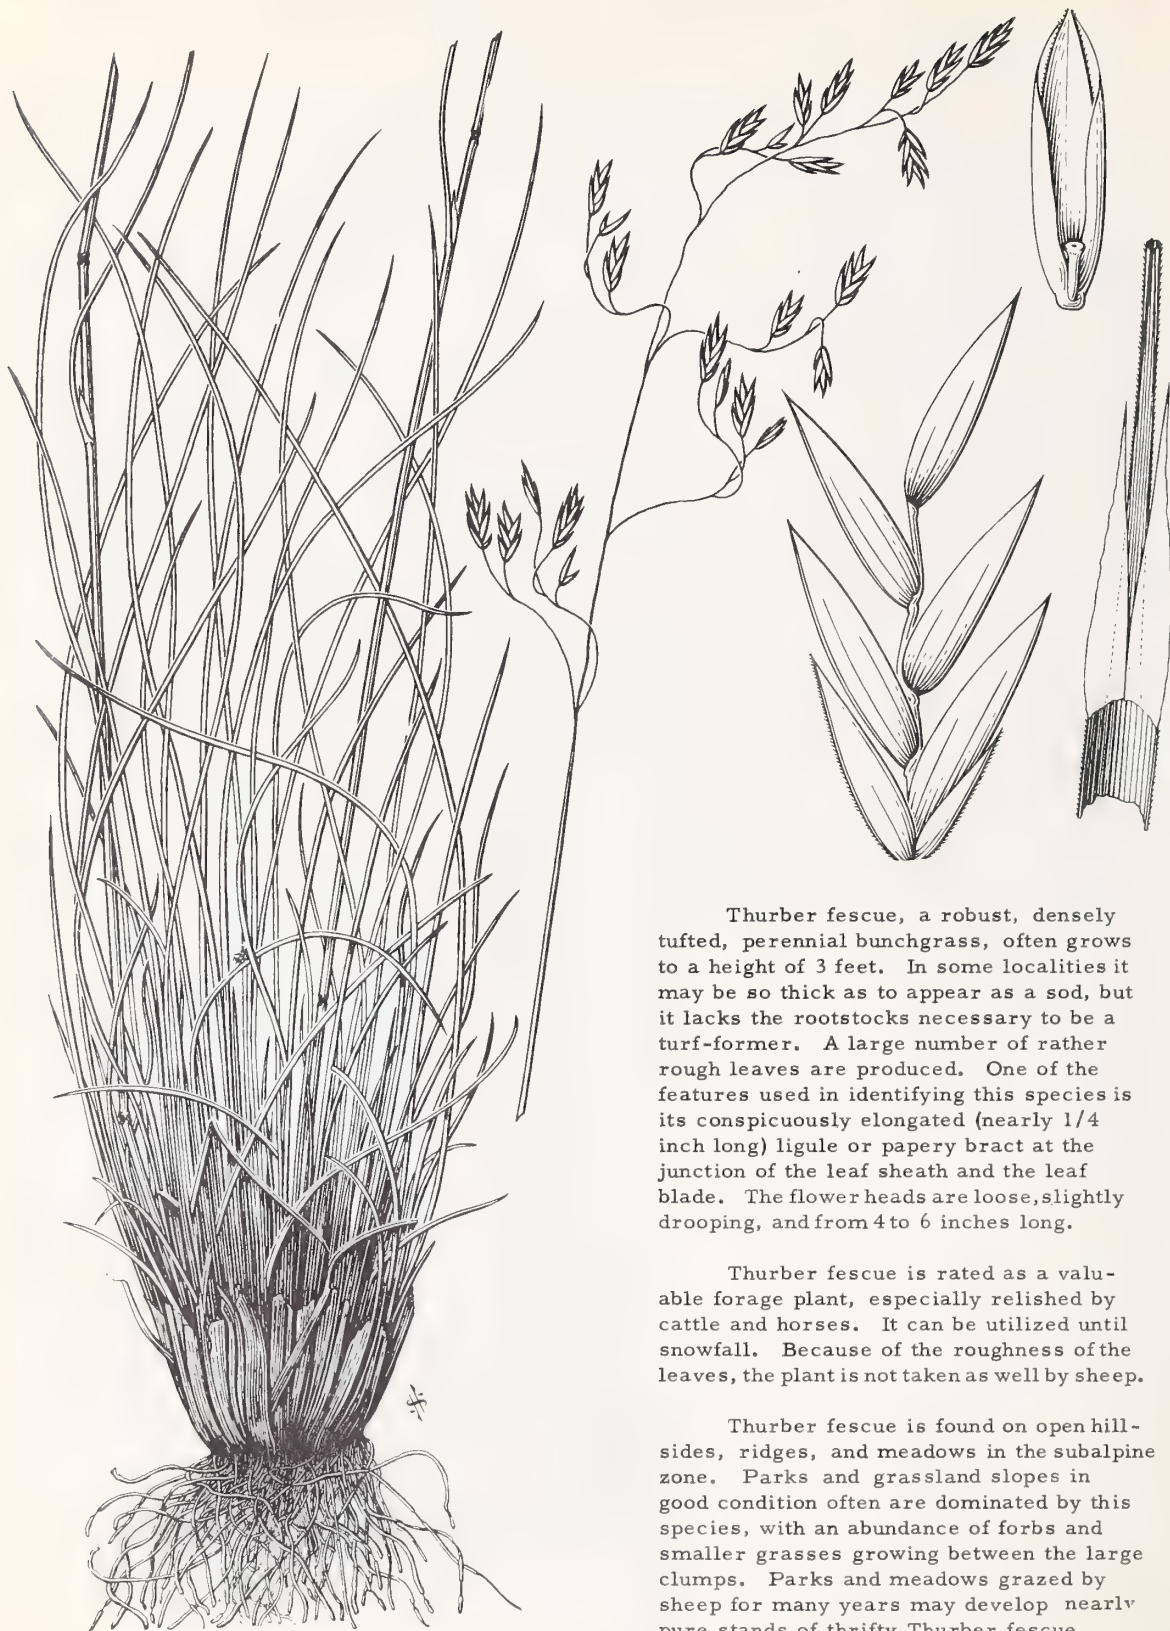 Thurber fescue, a robust, densely
tufted, perennial bunchgrass, often grows
to a height of 3 feet. In some localities it
may be so thick as to appear as a sod, but
it lacks the rootstocks necessary to be a
turf-former. A large number of rather
rough leaves are produced. One of the
features used in identifying this species is
its conspicuously elongated (nearly 1/4
inch long) ligule or papery bract at the
junction of the leaf sheath and the leaf
blade. The flower heads are loose, slightly
drooping, and from 4 to 6 inches long.
Thurber fescue is rated as a valu-
able forage plant, especially relished by
cattle and horses. It can be utilized until
snowfall. Because of the roughness of the
leaves, the plant is not taken as well by sheep.
Thurber fescue is found on open hill-
sides, ridges, and meadows in the subalpine
zone. Parks and grassland slopes in
good condition often are dominated by this
species, with an abundance of forbs and
smaller grasses growing between the large
clumps. Parks and meadows grazed by
sheep for many years may develop nearly
pure stands of thrifty Thurber fescue